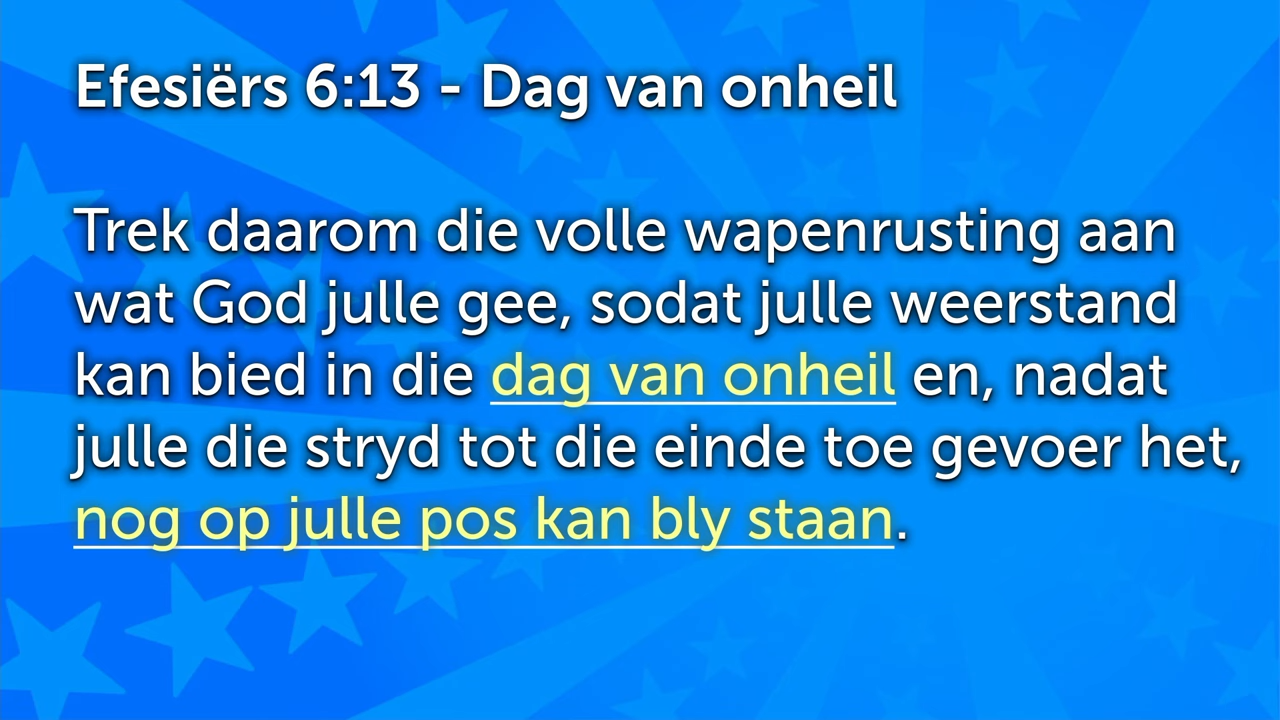 Efesiërs 6:13 - Dag van onheil
Trek daarom die volle wapenrusting aan
wat God julle gee, sodat julle weerstand
kan bied in die dag van onheil en, nadat
julle die stryd tot die einde toe gevoer het,
nog op julle pos kan bly staan.